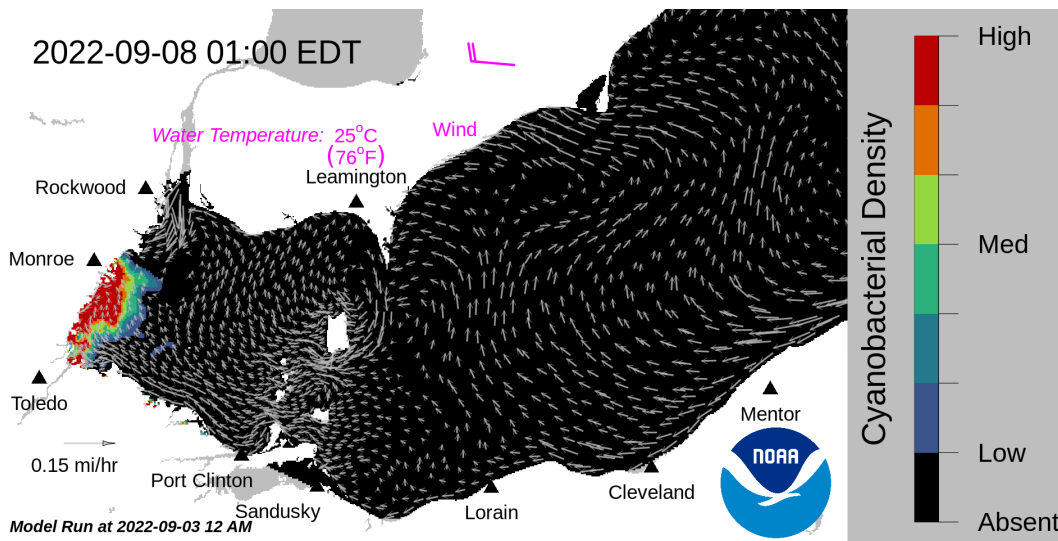 2022-09-08 01:00 EDT
Water Temperature: 25°C
(76°F)
Wind
Leamington
Rockwood
Monroe
Toledo
0.15 mi/hr
Port Clinton
Sandusky
Lorain
Cleveland
Mentor
NOAA
Model Run at 2022-09-03 12 AM
Cyanobacterial Density
High
Med
Low
Absent